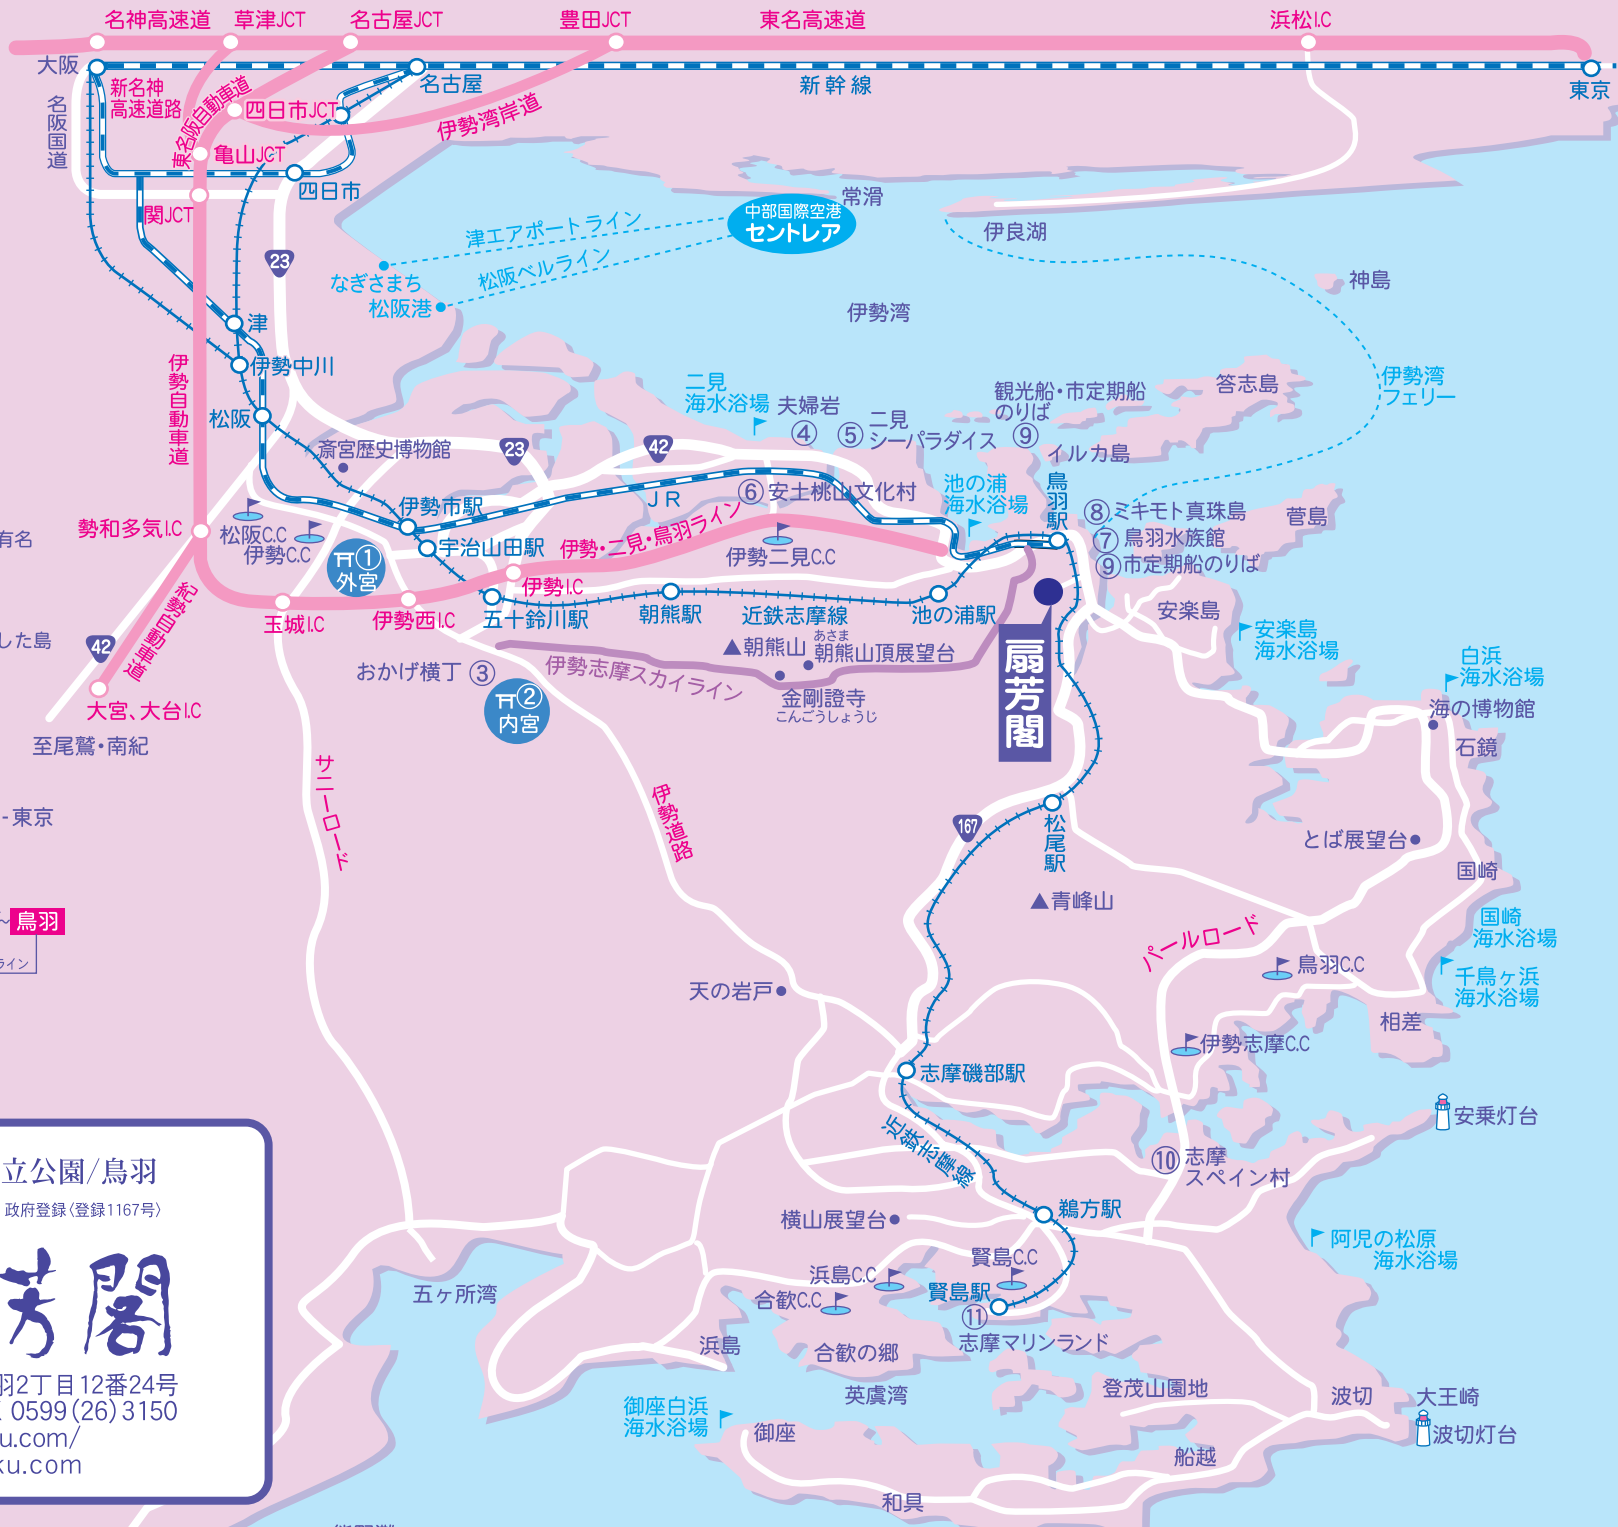 名神高速道
草津JCT
名古屋JCT
豊田JCT
東名高速道
浜松I.C
大阪
新名神
高速道路
東名阪自動車道
名阪国道
四日市JCT
名古屋
伊勢湾岸道
新幹線
東京
亀山JCT
四日市
関JCT
23
津エアポートライン
松阪ベルライン
なぎさまち
松阪港
中部国際空港
セントレア
常滑
伊良湖
神島
伊勢湾
津
伊勢中川
伊勢自動車道
松阪
斎宮歴史博物館
23
42
二見
海水浴場
夫婦岩
④
⑤
二見
シーパラダイス
観光船・市定期船
のりば
⑨
答志島
イルカ島
伊勢湾
フェリー
伊勢市駅
JR
⑥安土桃山文化村
池の浦
海水浴場
鳥羽駅
⑧ミキモト真珠島
⑦鳥羽水族館
⑨市定期船のりば
菅島
有名
勢和多気I.C
松阪C.C
伊勢C.C
①
外宮
宇治山田駅
伊勢・二見・鳥羽ライン
伊勢二見C.C
伊勢I.C
紀勢自動車道
玉城I.C
伊勢西I.C
五十鈴川駅
朝熊駅
近鉄志摩線
池の浦駅
安楽島
安楽島
海水浴場
した島
42
▲朝熊山
あさま
朝熊山頂展望台
扇芳閣
おかげ横丁③
伊勢志摩スカイライン
金剛證寺
こんごうしょうじ
②
内宮
白浜
海水浴場
海の博物館
石鏡
大宮、大台I.C
至尾鷲・南紀
サニーロード
伊勢道路
-東京
167
松尾駅
とば展望台
国崎
▲青峰山
〜鳥羽
ライン
パールロード
国崎
海水浴場
鳥羽C.C
千鳥ヶ浜
海水浴場
天の岩戸
相差
伊勢志摩C.C
志摩磯部駅
近鉄志摩線
安乗灯台
⑩志摩
スペイン村
立公園/鳥羽
政府登録〈登録1167号〉
芳閣
羽2丁目12番24号
0599(26)3150
u.com/
ku.com
横山展望台
鵜方駅
阿児の松原
海水浴場
賢島C.C
浜島C.C
合歓C.C
賢島駅
⑪
志摩マリンランド
五ヶ所湾
浜島
合歓の郷
英虞湾
登茂山園地
波切
大王崎
波切灯台
御座白浜
海水浴場
御座
船越
和具